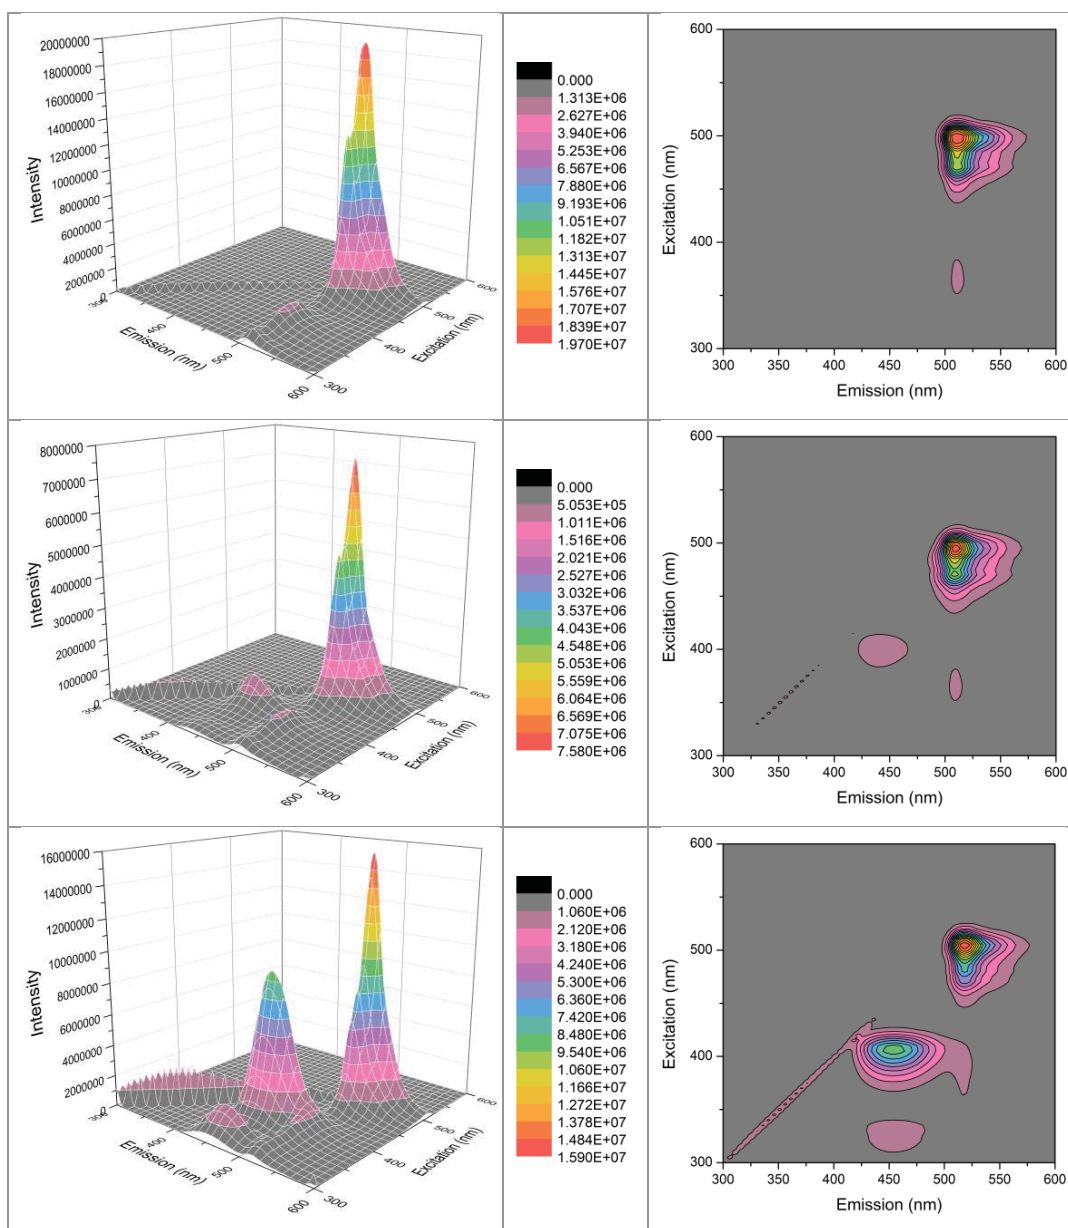 20000000
18000000
16000000
14000000
12000000
10000000
8000000
6000000
4000000
2000000
0
Intensity
300
400
500
600
Emission (nm)
300
400
500
600
Excitation (nm)
0.000
1.313E+06
2.627E+06
3.940E+06
5.253E+06
6.567E+06
7.880E+06
9.193E+06
1.051E+07
1.182E+07
1.313E+07
1.445E+07
1.576E+07
1.707E+07
1.839E+07
1.970E+07
600
500
400
300
Excitation (nm)
300 350 400 450 500 550 600
Emission (nm)
8000000
7000000
6000000
5000000
4000000
3000000
2000000
1000000
0
Intensity
300
400
500
600
Emission (nm)
300
400
500
600
Excitation (nm)
0.000
5.053E+05
1.011E+06
1.516E+06
2.021E+06
2.527E+06
3.032E+06
3.537E+06
4.043E+06
4.548E+06
5.053E+06
5.559E+06
6.064E+06
6.569E+06
7.075E+06
7.580E+06
600
500
400
300
Excitation (nm)
300 350 400 450 500 550 600
Emission (nm)
16000000
14000000
12000000
10000000
8000000
6000000
4000000
2000000
0
Intensity
300
400
500
600
Emission (nm)
300
400
500
600
Excitation (nm)
0.000
1.060E+06
2.120E+06
3.180E+06
4.240E+06
5.300E+06
6.360E+06
7.420E+06
8.480E+06
9.540E+06
1.060E+07
1.166E+07
1.272E+07
1.378E+07
1.484E+07
1.590E+07
600
500
400
300
Excitation (nm)
300 350 400 450 500 550 600
Emission (nm)